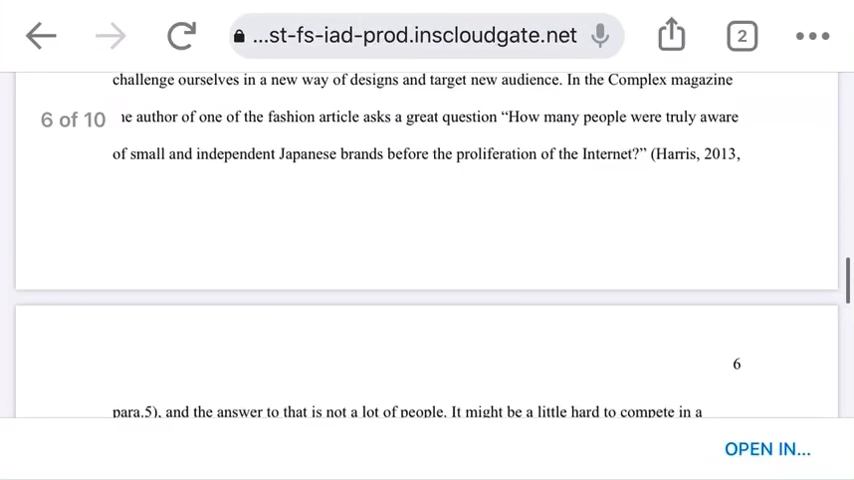 ...st-fs-iad-prod.inscloudgate.net
2
challenge ourselves in a new way of designs and target new audience. In the Complex magazine
6 of 10
author of one of the fashion article asks a great question “How many people were truly aware
of small and independent Japanese brands before the proliferation of the Internet?” (Harris, 2013,
6
para.5), and the answer to that is not a lot of people. It might be a little hard to compete in a
OPEN IN...